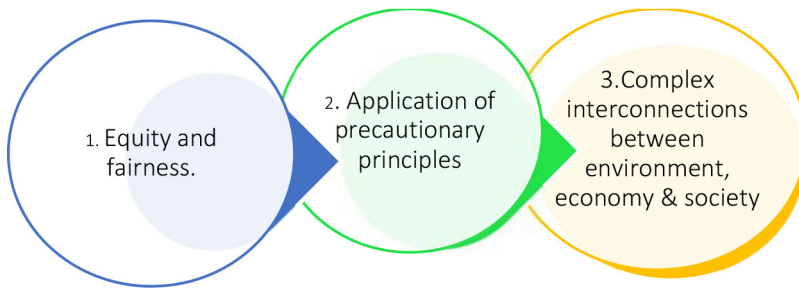 1. Equity and
fairness.
2. Application of
precautionary
principles
3.Complex
interconnections
between
environment,
economy & society